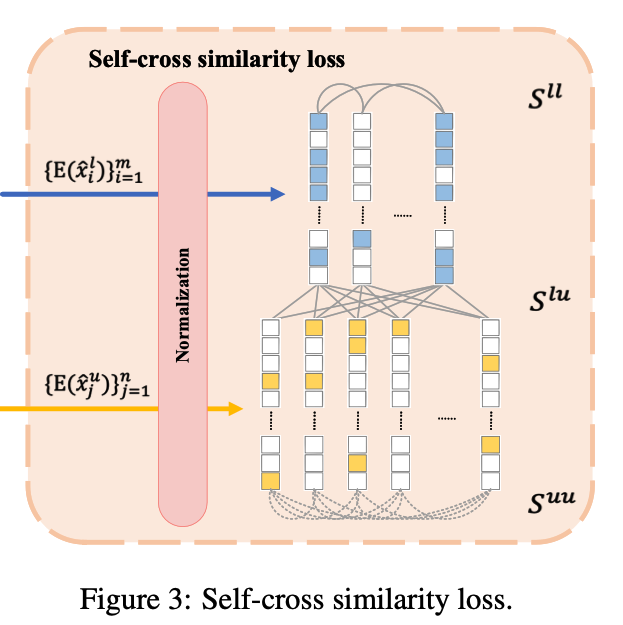 Self-cross similarity loss
S^{ll}
{E(x̂_i^l)}_{i=1}^m
Normalization
S^{lu}
{E(x̂_j^u)}_{j=1}^n
S^{uu}
Figure 3: Self-cross similarity loss.